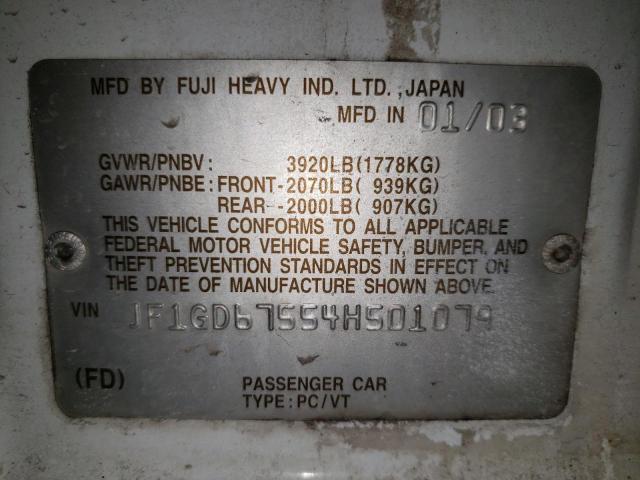 MFD BY FUJI HEAVY IND. LTD., JAPAN
MFD IN 01/03
GVWR/PNBV: 3920LB(1778KG)
GAWR/PNBE: FRONT-2070LB( 939KG)
REAR--2000LB( 907KG)
THIS VEHICLE CONFORMS TO ALL APPLICABLE
FEDERAL MOTOR VEHICLE SAFETY, BUMPER, AND
THEFT PREVENTION STANDARDS IN EFFECT ON
THE DATE OF MANUFACTURE SHOWN ABOVE.
VIN JF1GD67554H501079
(FD) PASSENGER CAR
TYPE: PC/VT